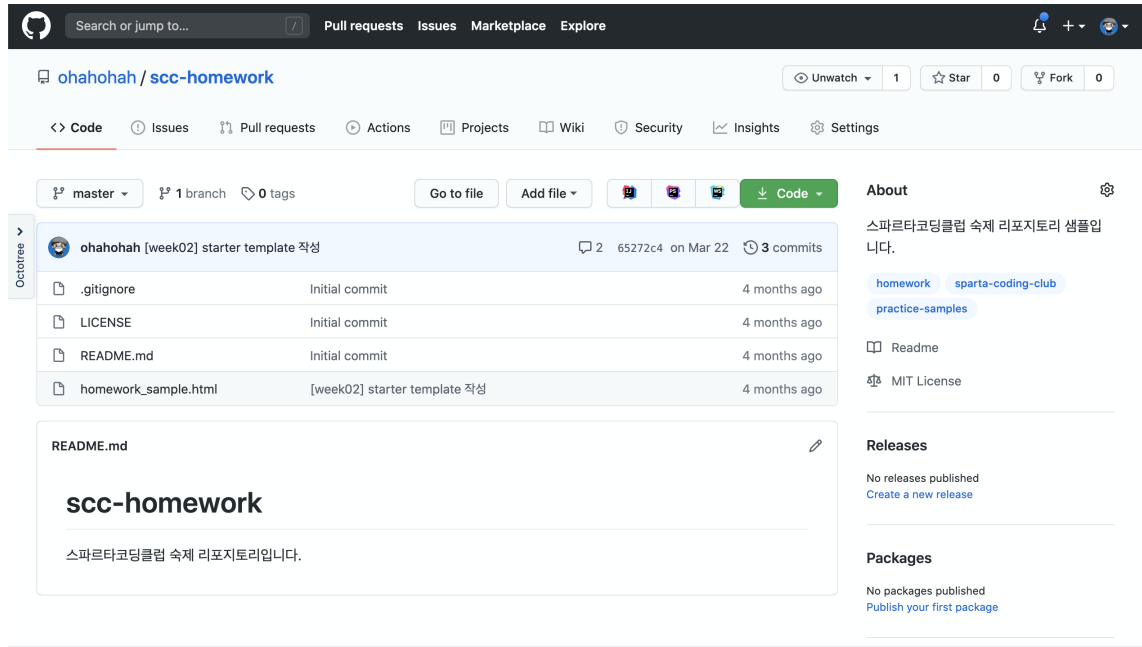 Search or jump to... /
Pull requests Issues Marketplace Explore
ohahohah / scc-homework
Unwatch 1 Star 0 Fork 0
Code Issues Pull requests Actions Projects Wiki Security Insights Settings
master 1 branch 0 tags Go to file Add file Code
Octotree
ohahohah [week02] starter template 작성 2 65272c4 on Mar 22 3 commits
.gitignore Initial commit 4 months ago
LICENSE Initial commit 4 months ago
README.md Initial commit 4 months ago
homework_sample.html [week02] starter template 작성 4 months ago
README.md
scc-homework
스파르타코딩클럽 숙제 리포지토리입니다.
About
스파르타코딩클럽 숙제 리포지토리 샘플입
니다.
homework sparta-coding-club
practice-samples
Readme
MIT License
Releases
No releases published
Create a new release
Packages
No packages published
Publish your first package